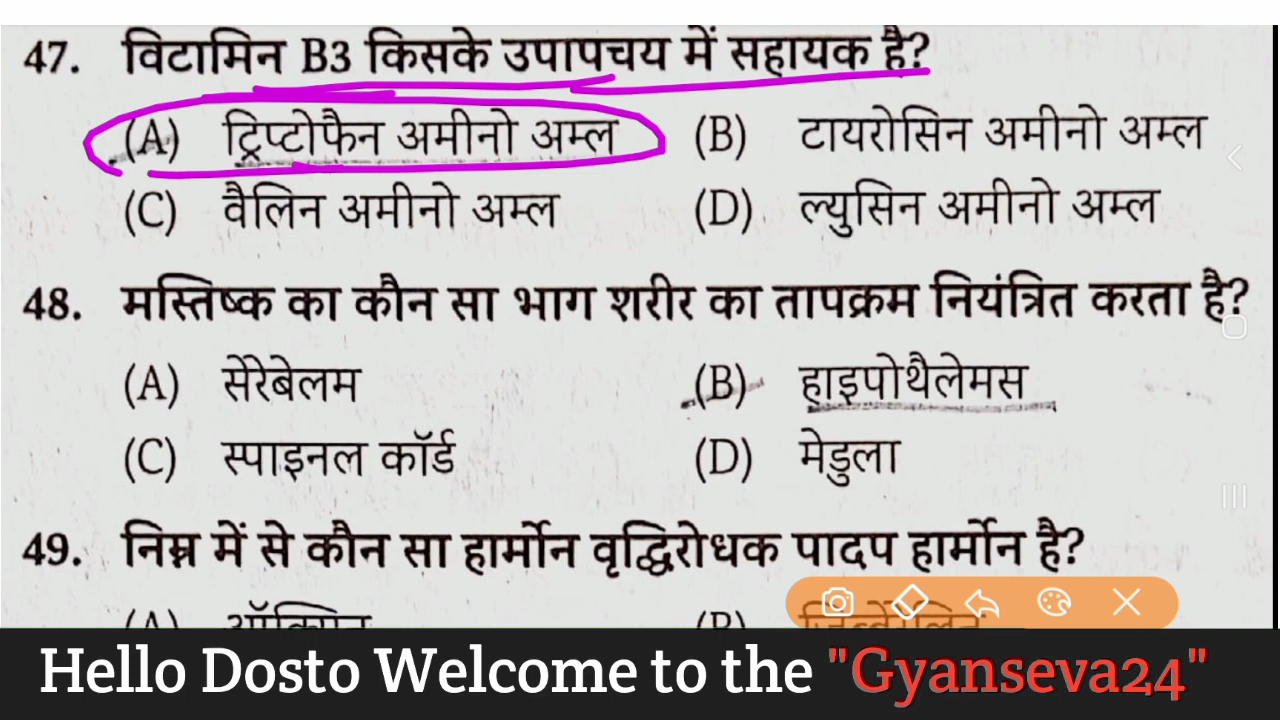 47. विटामिन B3 किसके उपापचय में सहायक है?
(A) ट्रिप्टोफैन अमीनो अम्ल (B) टायरोसिन अमीनो अम्ल
(C) वैलिन अमीनो अम्ल (D) ल्युसिन अमीनो अम्ल
48. मस्तिष्क का कौन सा भाग शरीर का तापक्रम नियंत्रित करता है?
(A) सेरेबेलम (B) हाइपोथैलेमस
(C) स्पाइनल कॉर्ड (D) मेडुला
49. निम्न में से कौन सा हार्मोन वृद्धिरोधक पादप हार्मोन है?
(A) ऑक्सिन (B) जिब्बेरेलिन
Hello Dosto Welcome to the "Gyanseva24"